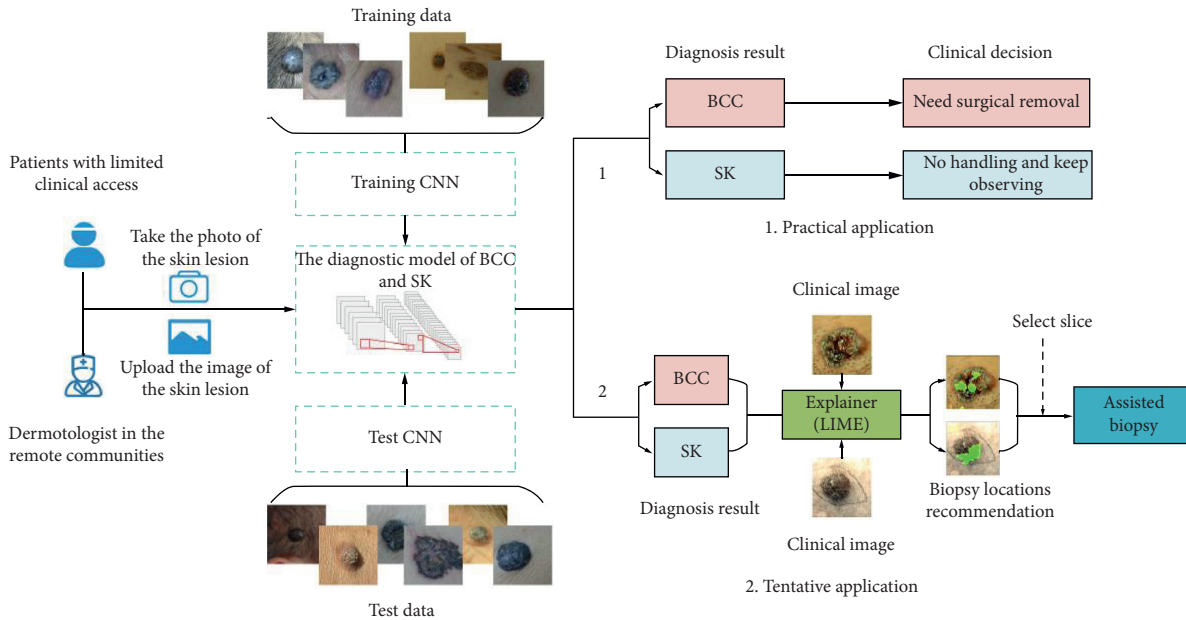 Training data
Training CNN
Patients with limited
clinical access
Take the photo of
the skin lesion
Upload the image of
the skin lesion
Dermotologist in the
remote communities
The diagnostic model of BCC
and SK
Test CNN
Test data
1
Diagnosis result
Clinical decision
BCC
Need surgical removal
SK
No handling and keep
observing
1. Practical application
2
BCC
SK
Diagnosis result
Clinical image
Explainer
(LIME)
Clinical image
Biopsy locations
recommendation
Select slice
Assisted
biopsy
2. Tentative application